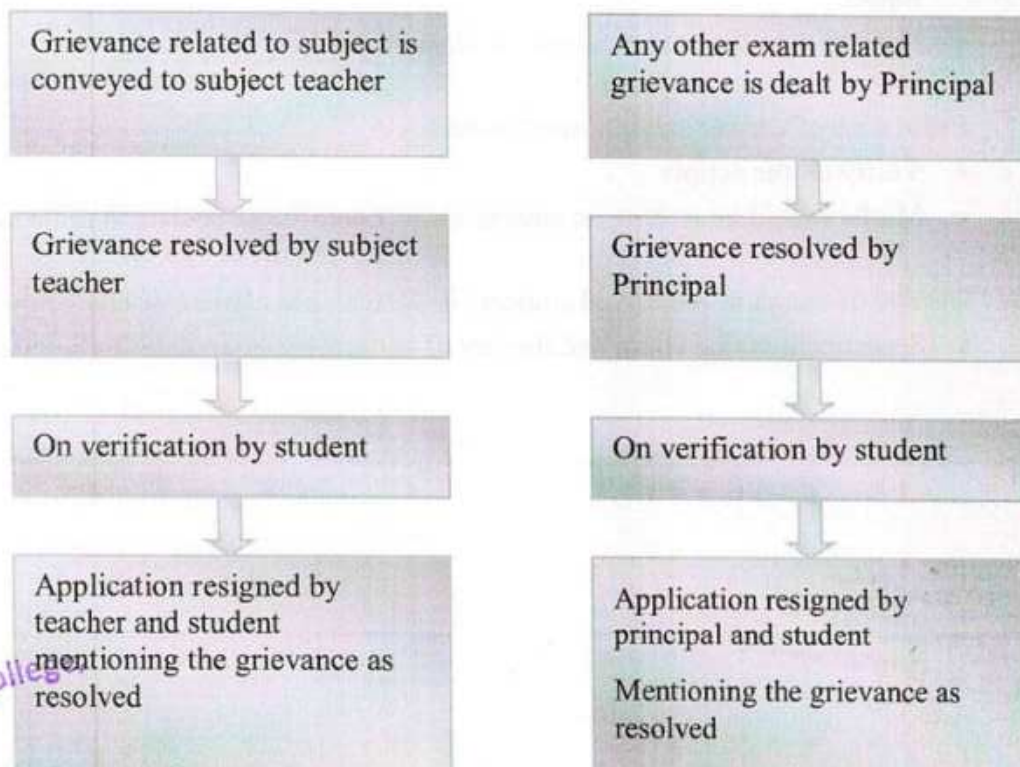 Grievance related to subject is
conveyed to subject teacher
Grievance resolved by subject
teacher
On verification by student
Application resigned by
teacher and student
mentioning the grievance as
resolved
Any other exam related
grievance is dealt by Principal
Grievance resolved by
Principal
On verification by student
Application resigned by
principal and student
Mentioning the grievance as
resolved